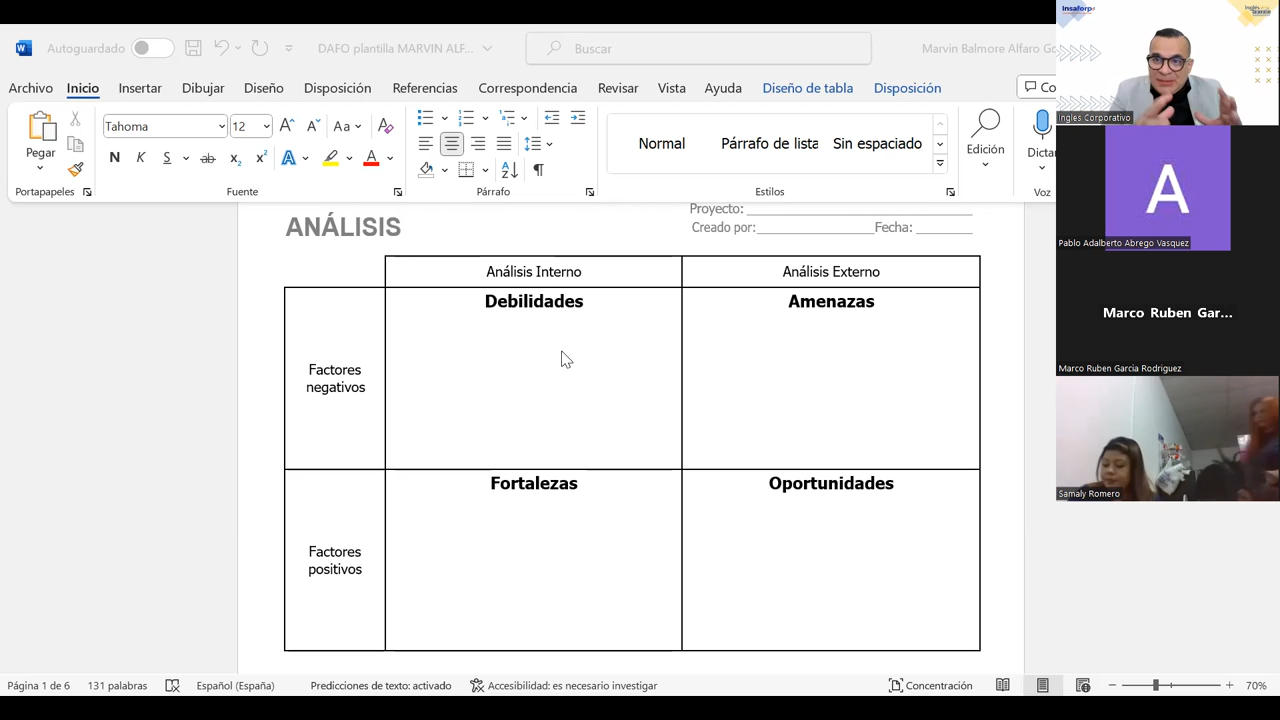 Autoguardado
DAFO plantilla MARVIN ALF...
Buscar
Marvin Balmore Alfaro Go
Archivo Inicio Insertar Dibujar Diseño Disposición Referencias Correspondencia Revisar Vista Ayuda Diseño de tabla Disposición Co
Pegar
Portapapeles
Tahoma 12
Fuente
Párrafo
Normal Párrafo de lista Sin espaciado
Estilos
Edición
Dictar
Voz
ANÁLISIS
Proyecto:
Creado por: Fecha:
Análisis Interno Análisis Externo
Debilidades Amenazas
Factores
negativos
Fortalezas Oportunidades
Factores
positivos
Página 1 de 6 131 palabras Español (España) Predicciones de texto: activado Accesibilidad: es necesario investigar Concentración 70%
Insaforp
Ingles Corporativo
A
Pablo Adalberto Abrego Vasquez
Marco Ruben Gar...
Marco Ruben Garcia Rodriguez
Samaly Romero